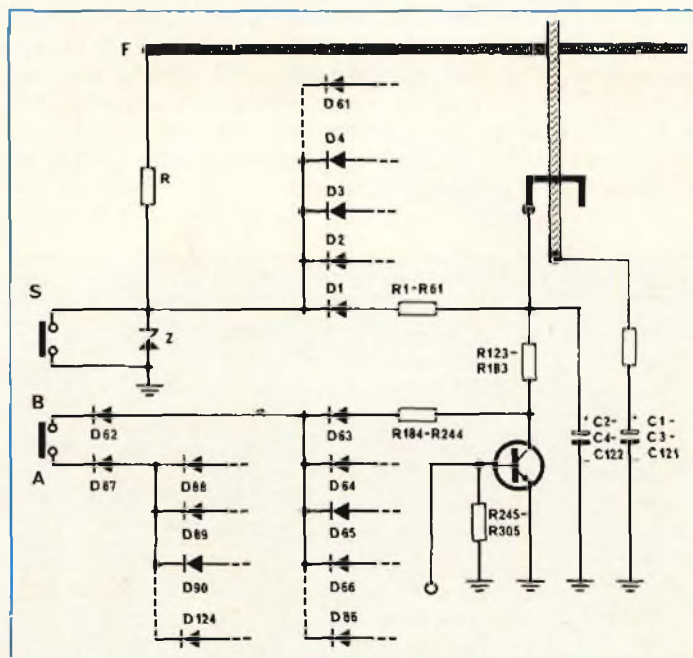 F
D61
D4
R
D3
D2
S
D1
R1-R61
Z
R123-
R183
B
D62
D63
R184-R244
C2-
C4-
C122
C1-
C3-
C121
A
D87
D88
D64
R245-
R305
D89
D65
D90
D66
D124
D86